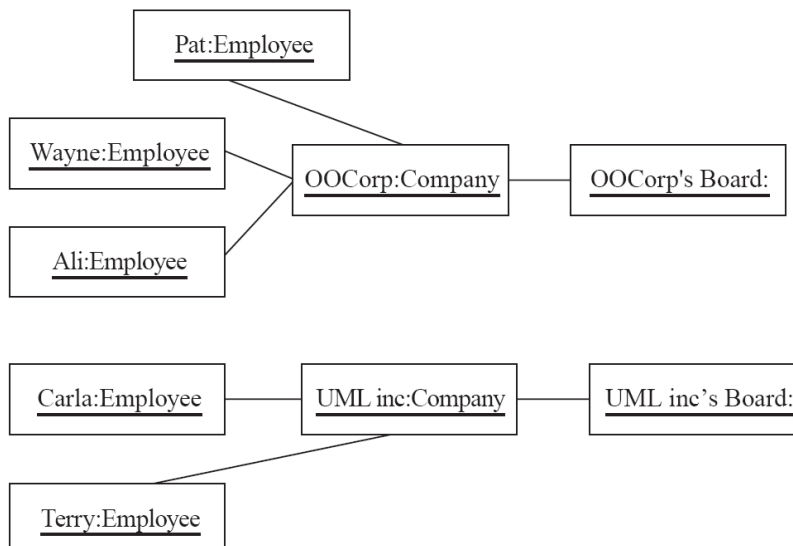 Pat:Employee
Wayne:Employee
OOCorp:Company
OOCorp's Board:
Ali:Employee
Carla:Employee
UML inc:Company
UML inc’s Board:
Terry:Employee